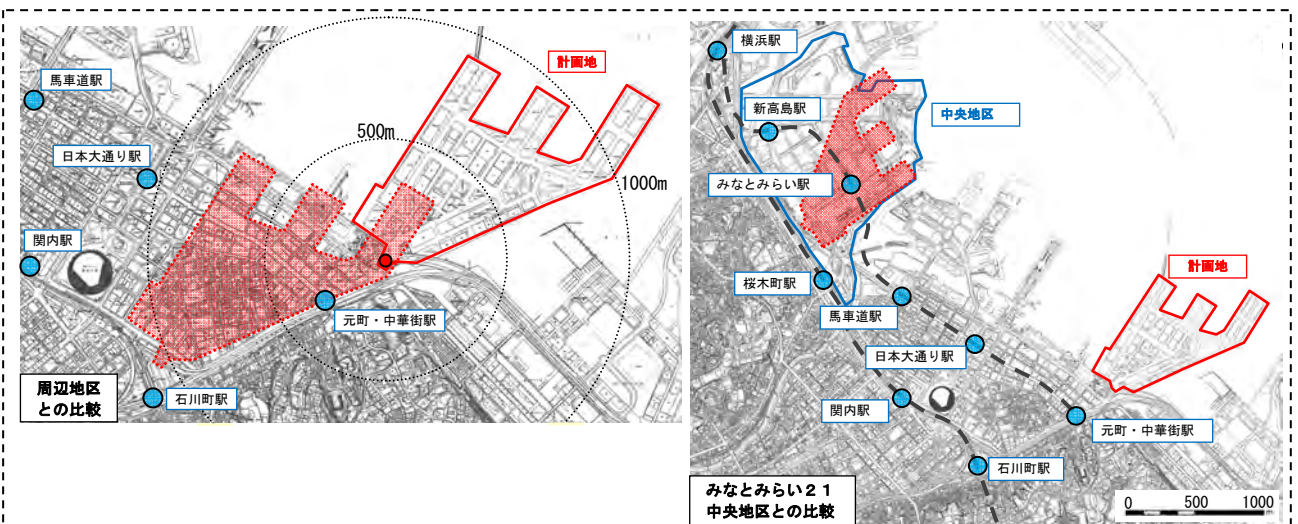 馬車道駅
計画地
500m
日本大通り駅
1000m
関内駅
元町・中華街駅
石川町駅
周辺地区
との比較
横浜駅
中央地区
新高島駅
みなとみらい駅
桜木町駅
計画地
馬車道駅
日本大通り駅
関内駅
元町・中華街駅
石川町駅
みなとみらい２１
中央地区との比較
0 500 1000